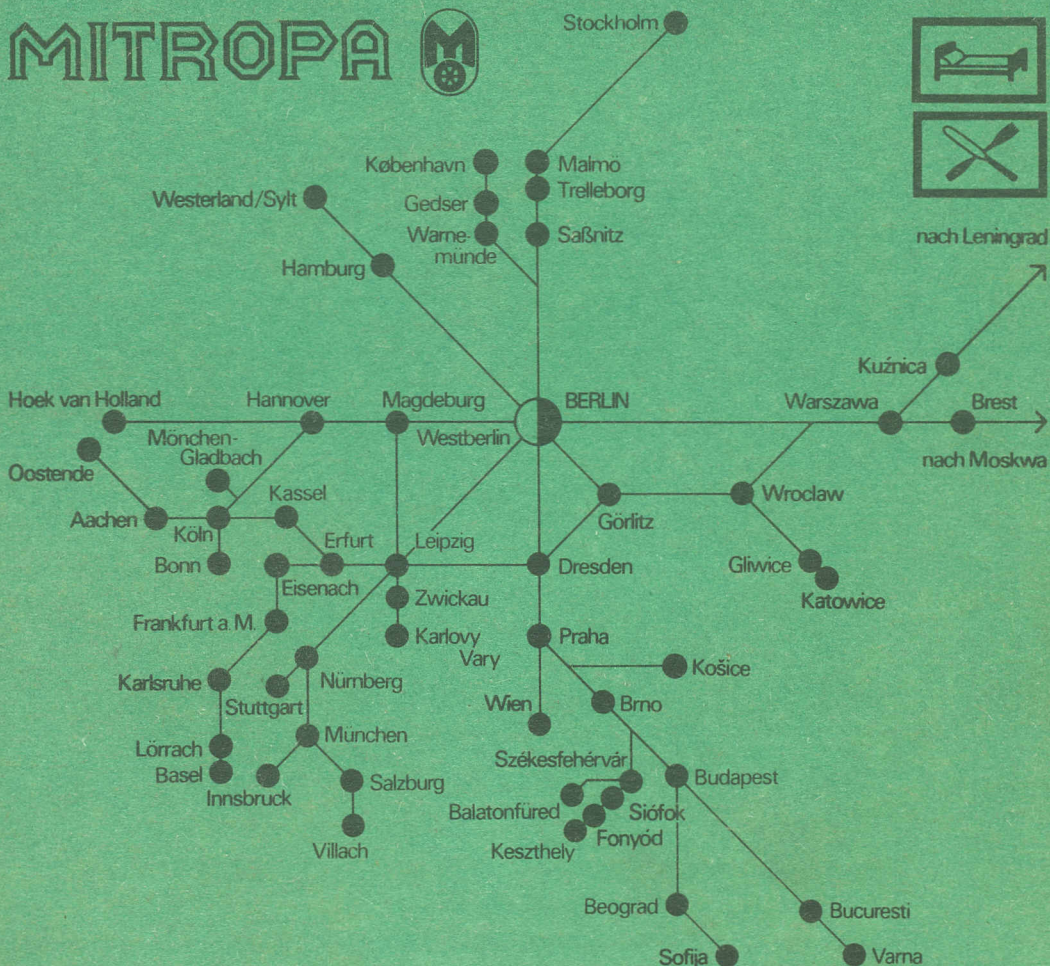 MITROPA
M
Stockholm
København
Malmö
Gedser
Trelleborg
Westerland/Sylt
Warne-
münde
Saßnitz
nach Leningrad
Hamburg
Kuźnica
Hoek van Holland
Hannover
Magdeburg
BERLIN
Warszawa
Brest
Westberlin
Mönchen-
Gladbach
nach Moskwa
Oostende
Kassel
Wroclaw
Aachen
Köln
Görlitz
Erfurt
Leipzig
Bonn
Eisenach
Dresden
Gliwice
Katowice
Zwickau
Frankfurt a. M.
Karlovy
Vary
Praha
Košice
Karlsruhe
Nürnberg
Stuttgart
Wien
Brno
Lörrach
München
Székesfehérvár
Basel
Innsbruck
Salzburg
Budapest
Balatonfüred
Siófok
Fonyód
Keszthely
Villach
Beograd
Bucuresti
Sofija
Varna